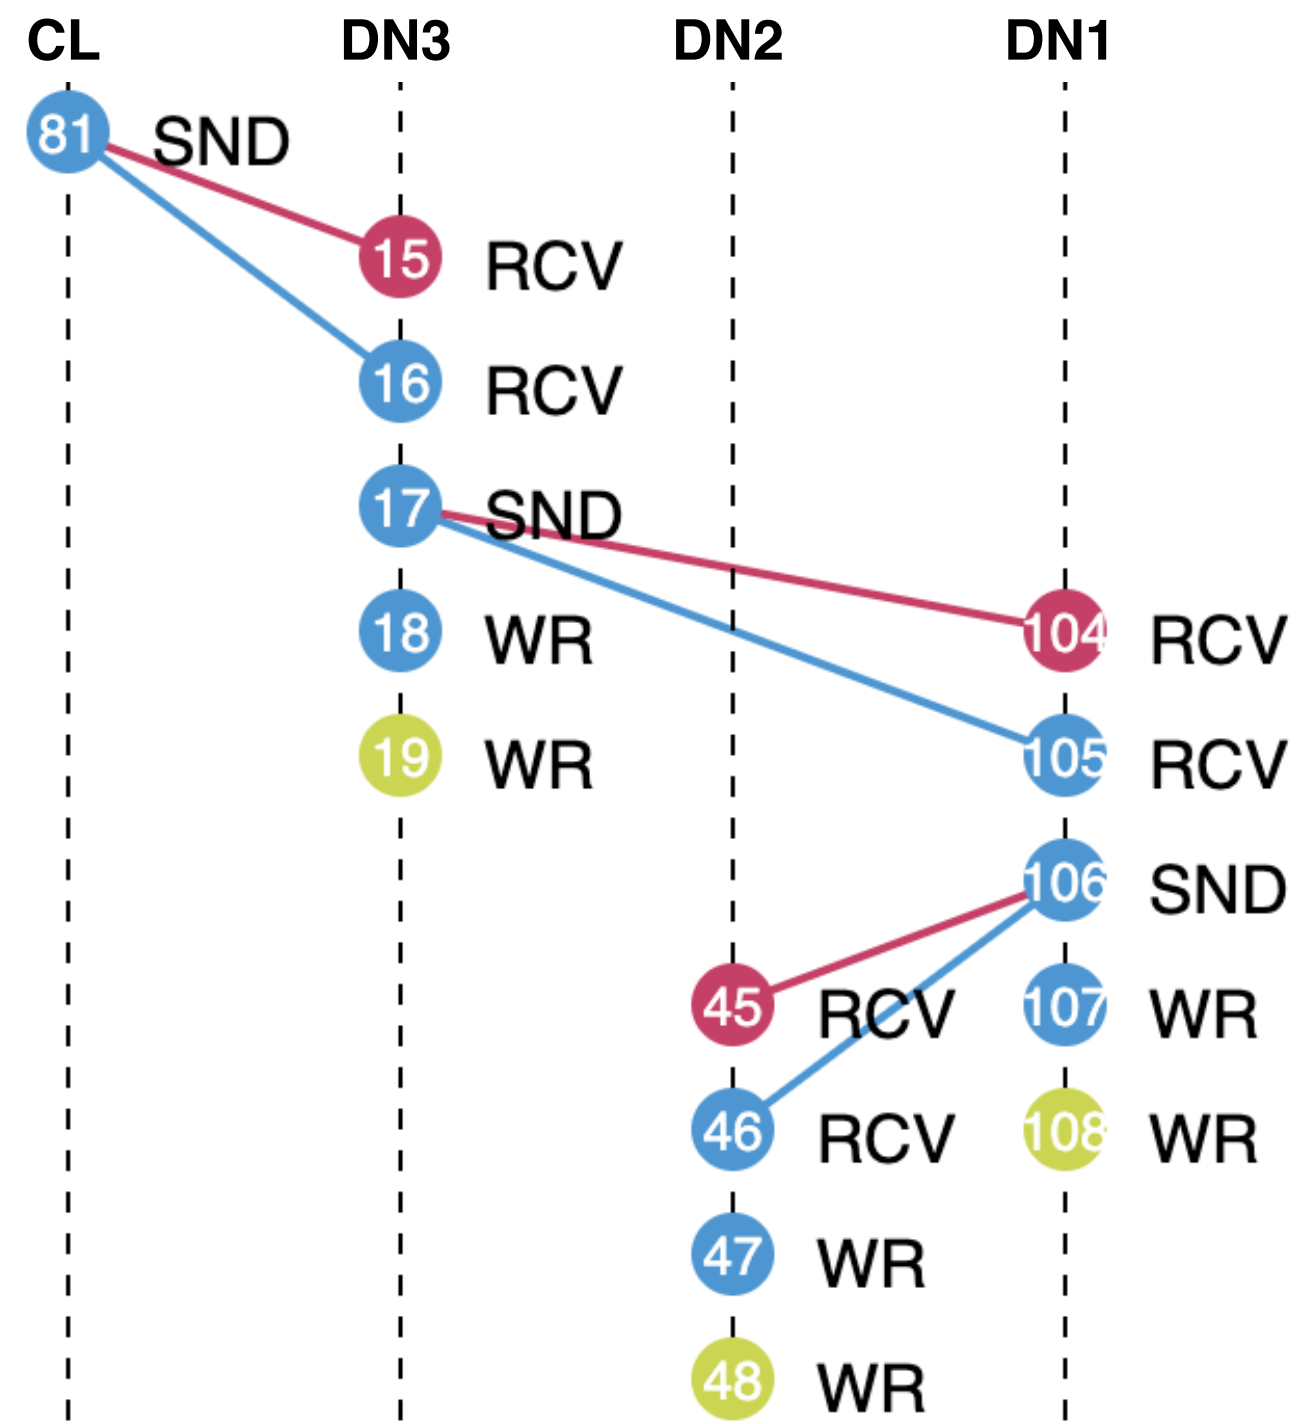 CL DN3 DN2 DN1
81 SND
15 RCV
16 RCV
17 SND
18 WR 104 RCV
19 WR 105 RCV
106 SND
45 RCV 107 WR
46 RCV 108 WR
47 WR
48 WR